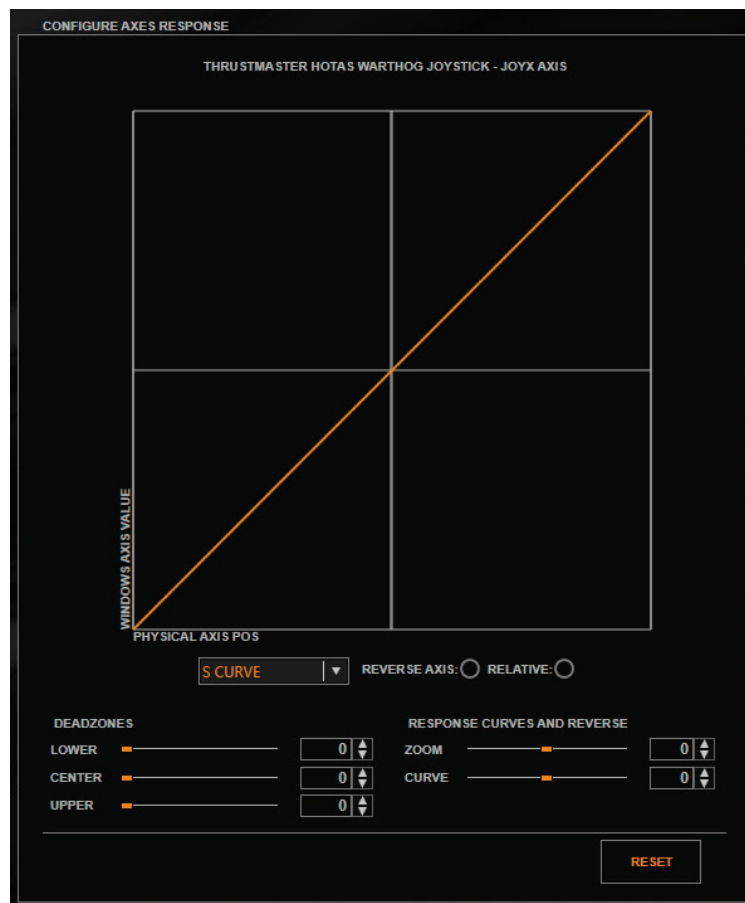 CONFIGURE AXES RESPONSE
THRUSTMASTER HOTAS WARTHOG JOYSTICK - JOYX AXIS
WINDOWS AXIS VALUE
PHYSICAL AXIS POS
S CURVE REVERSE AXIS: RELATIVE:
DEADZONES RESPONSE CURVES AND REVERSE
LOWER 0 ZOOM 0
CENTER 0 CURVE 0
UPPER 0
RESET